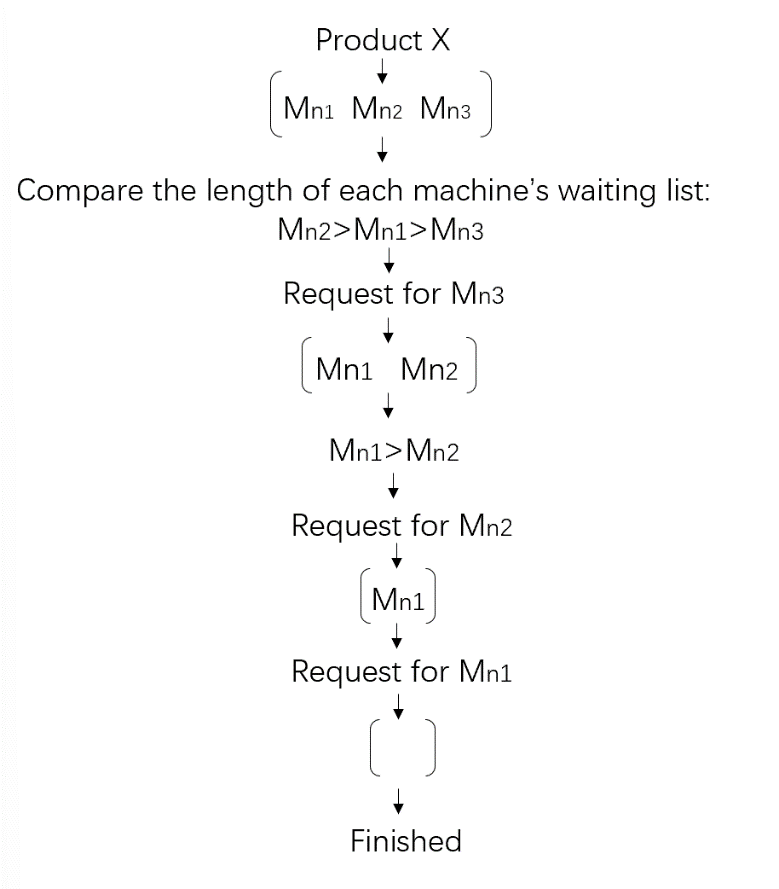 Product X
Mn1 Mn2 Mn3
Compare the length of each machine’s waiting list:
Mn2>Mn1>Mn3
Request for Mn3
Mn1 Mn2
Mn1>Mn2
Request for Mn2
Mn1
Request for Mn1
Finished